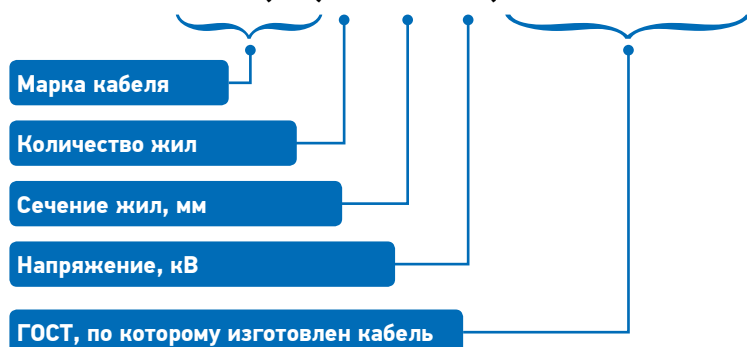 Марка кабеля
Количество жил
Сечение жил, мм
Напряжение, кВ
ГОСТ, по которому изготовлен кабель